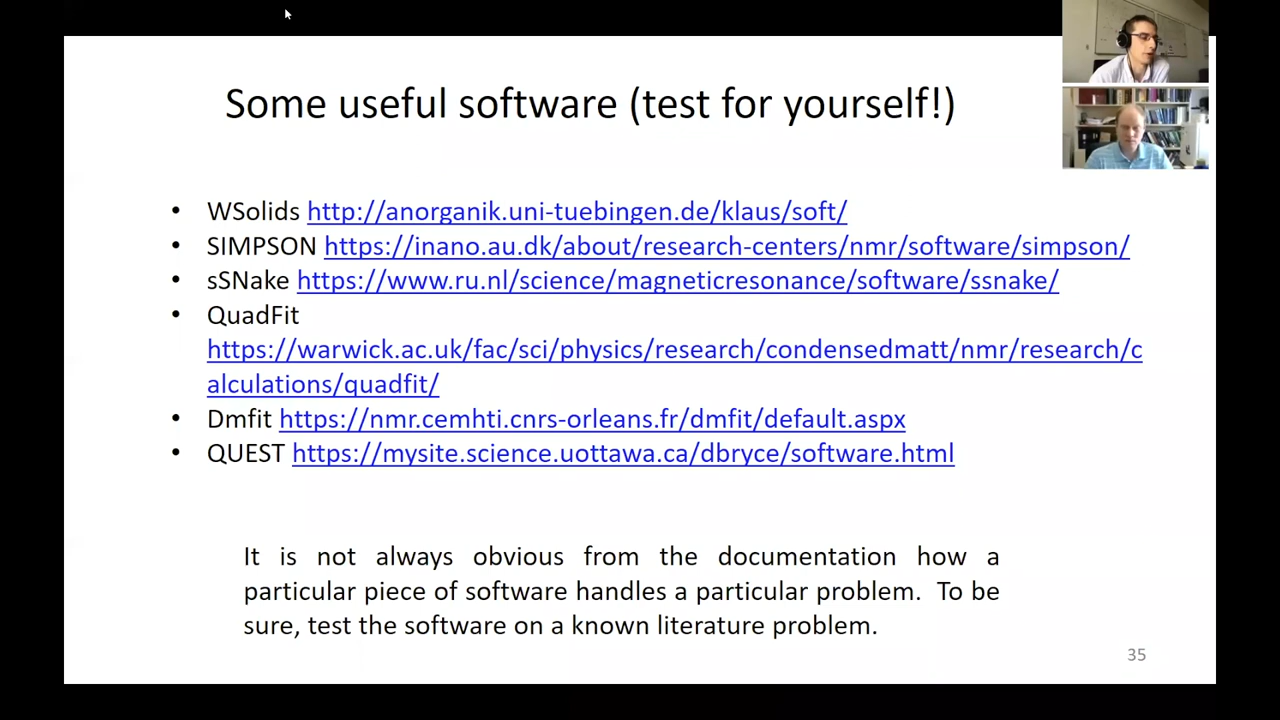 Some useful software (test for yourself!)
• WSolids http://anorganik.uni-tuebingen.de/klaus/soft/
• SIMPSON https://inano.au.dk/about/research-centers/nmr/software/simpson/
• sSNake https://www.ru.nl/science/magneticresonance/software/ssnake/
• QuadFit
https://warwick.ac.uk/fac/sci/physics/research/condensedmatt/nmr/research/c
alculations/quadfit/
• Dmfit https://nmr.cemhti.cnrs-orleans.fr/dmfit/default.aspx
• QUEST https://mysite.science.uottawa.ca/dbryce/software.html
It is not always obvious from the documentation how a
particular piece of software handles a particular problem. To be
sure, test the software on a known literature problem.
35